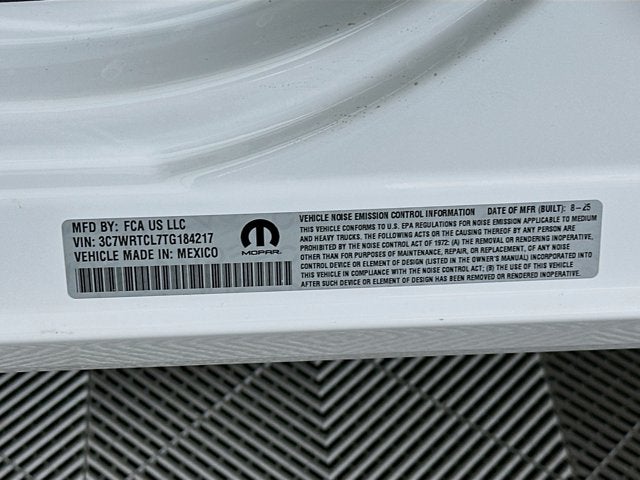 MFD BY: FCA US LLC
VIN: 3C7WRTCL7TG184217
VEHICLE MADE IN: MEXICO
MOPAR
VEHICLE NOISE EMISSION CONTROL INFORMATION DATE OF MFR (BUILT): 8-25
THIS VEHICLE CONFORMS TO U.S. EPA REGULATIONS FOR NOISE EMISSION APPLICABLE TO MEDIUM
AND HEAVY TRUCKS. THE FOLLOWING ACTS OR THE CAUSING THEREOF BY ANY PERSON
ARE PROHIBITED BY THE NOISE CONTROL ACT OF 1972: (A) THE REMOVAL OR RENDERING INOPERATIVE,
OTHER THAN FOR PURPOSES OF MAINTENANCE, REPAIR, OR REPLACEMENT, OF ANY NOISE
CONTROL DEVICE OR ELEMENT OF DESIGN (LISTED IN THE OWNER'S MANUAL) INCORPORATED INTO
THIS VEHICLE IN COMPLIANCE WITH THE NOISE CONTROL ACT; (B) THE USE OF THIS VEHICLE
AFTER SUCH DEVICE OR ELEMENT OF DESIGN HAS BEEN REMOVED OR RENDERED INOPERATIVE.